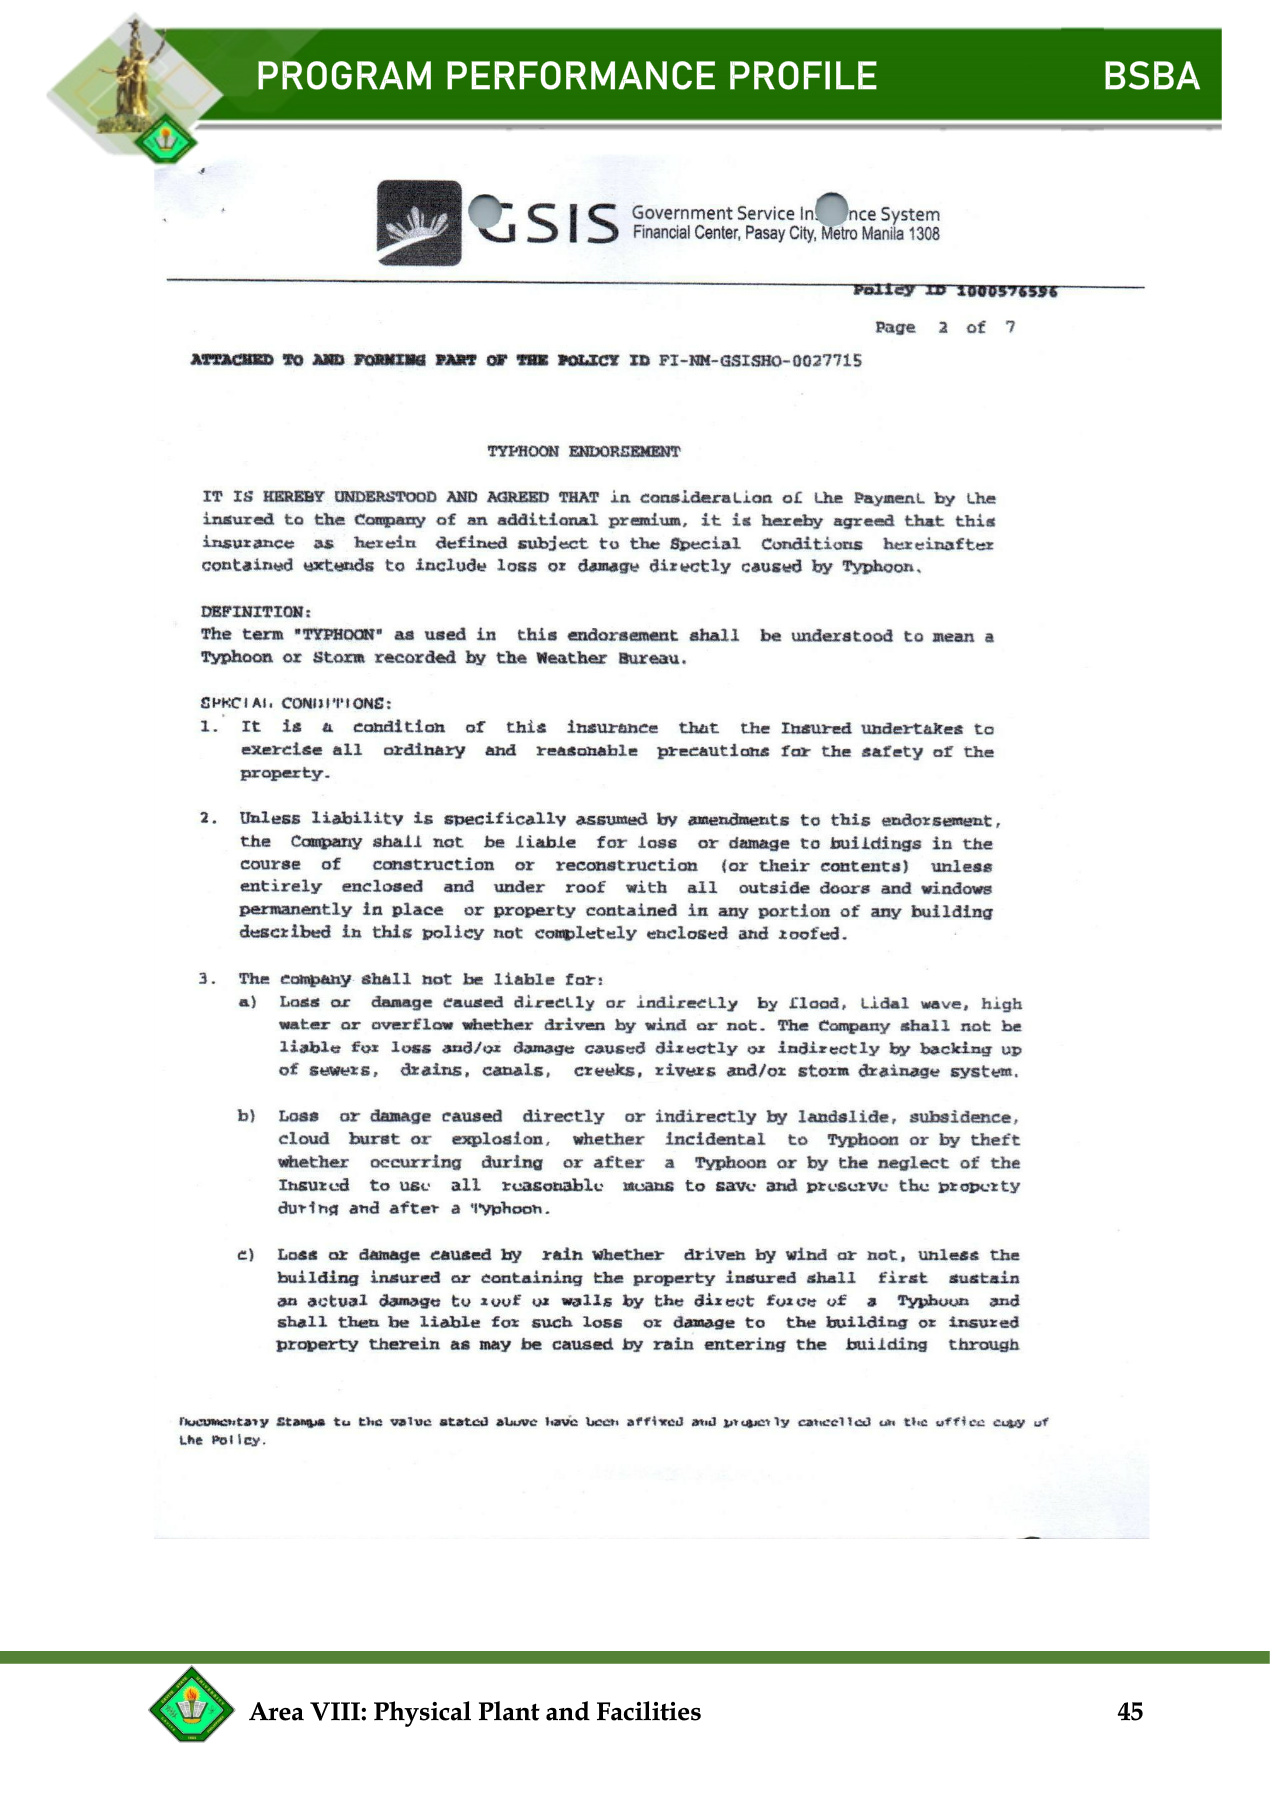 PROGRAM PERFORMANCE PROFILE BSBA
GSIS Government Service In nce System
Financial Center, Pasay City, Metro Manila 1308
Policy ID 1000576596
Page 2 of 7
ATTACHED TO AND FORMING PART OF THE POLICY ID FI-NM-GSISHO-0027715
TYPHOON ENDORSEMENT
IT IS HEREBY UNDERSTOOD AND AGREED THAT in consideration of the Payment by the
insured to the Company of an additional premium, it is hereby agreed that this
insurance as herein defined subject to the Special Conditions hereinafter
contained extends to include loss or damage directly caused by Typhoon.
DEFINITION:
The term "TYPHOON" as used in this endorsement shall be understood to mean a
Typhoon or Storm recorded by the Weather Bureau.
SPECIAL CONDITIONS:
1. It is a condition of this insurance that the Insured undertakes to
exercise all ordinary and reasonable precautions for the safety of the
property.
2. Unless liability is specifically assumed by amendments to this endorsement,
the Company shall not be liable for loss or damage to buildings in the
course of construction or reconstruction (or their contents) unless
entirely enclosed and under roof with all outside doors and windows
permanently in place or property contained in any portion of any building
described in this policy not completely enclosed and roofed.
3. The company shall not be liable for:
a) Loss or damage caused directly or indirectly by flood, tidal wave, high
water or overflow whether driven by wind or not. The Company shall not be
liable for loss and/or damage caused directly or indirectly by backing up
of sewers, drains, canals, creeks, rivers and/or storm drainage system.
b) Loss or damage caused directly or indirectly by landslide, subsidence,
cloud burst or explosion, whether incidental to Typhoon or by theft
whether occurring during or after a Typhoon or by the neglect of the
Insured to use all reasonable means to save and preserve the property
during and after a Typhoon.
c) Loss or damage caused by rain whether driven by wind or not, unless the
building insured or containing the property insured shall first sustain
an actual damage to roof or walls by the direct force of a Typhoon and
shall then be liable for such loss or damage to the building or insured
property therein as may be caused by rain entering the building through
Documentary Stamps to the value stated above have been affixed and properly cancelled on the office copy of
the Policy.
Area VIII: Physical Plant and Facilities 45